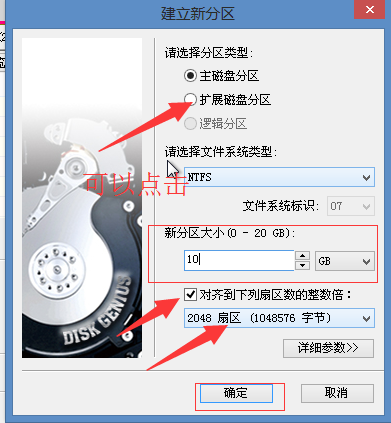 建立新分区
请选择分区类型:
主磁盘分区
扩展磁盘分区
逻辑分区
请选择文件系统类型:
可以点击
NTFS
文件系统标识: 07
新分区大小(0 - 20 GB):
10 GB
对齐到下列扇区数的整数倍:
2048 扇区 (1048576 字节)
DISK GENIUS
详细参数>>
确定 取消